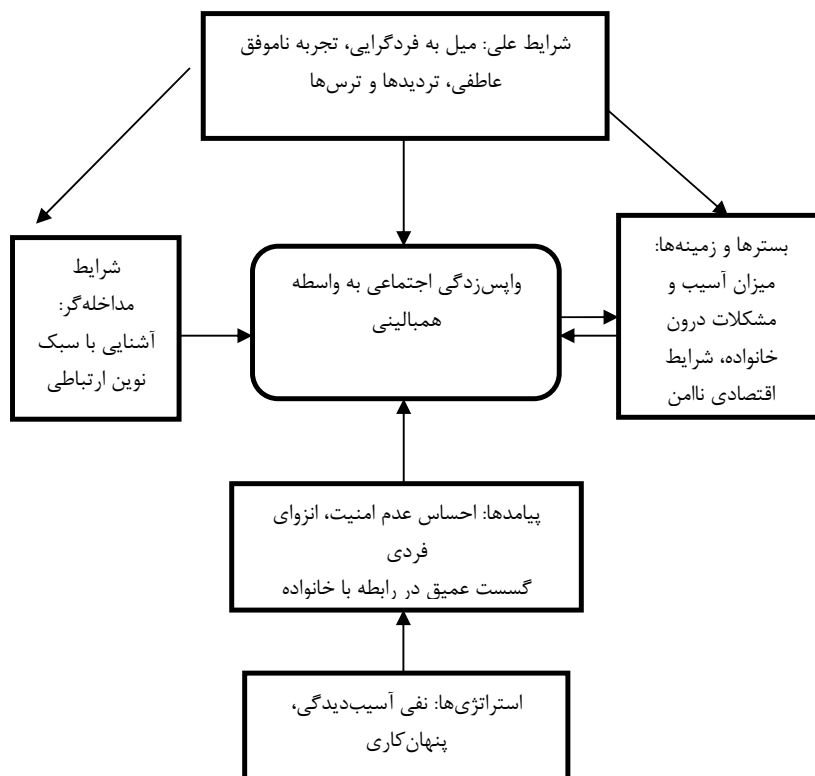 شرایط علی: میل به فردگرایی، تجربه ناموفق
عاطفی، تردیدها و ترس‌ها
بسترها و زمینه‌ها:
میزان آسیب و
مشکلات درون
خانواده، شرایط
اقتصادی ناامن
واپس‌زدگی اجتماعی به واسطه
همبالینی
شرایط
مداخله‌گر:
آشنایی با سبک
نوین ارتباطی
پیامدها: احساس عدم امنیت، انزوای
فردی
گسست عمیق در رابطه با خانواده
استراتژی‌ها: نفی آسیب‌دیدگی،
پنهان‌کاری